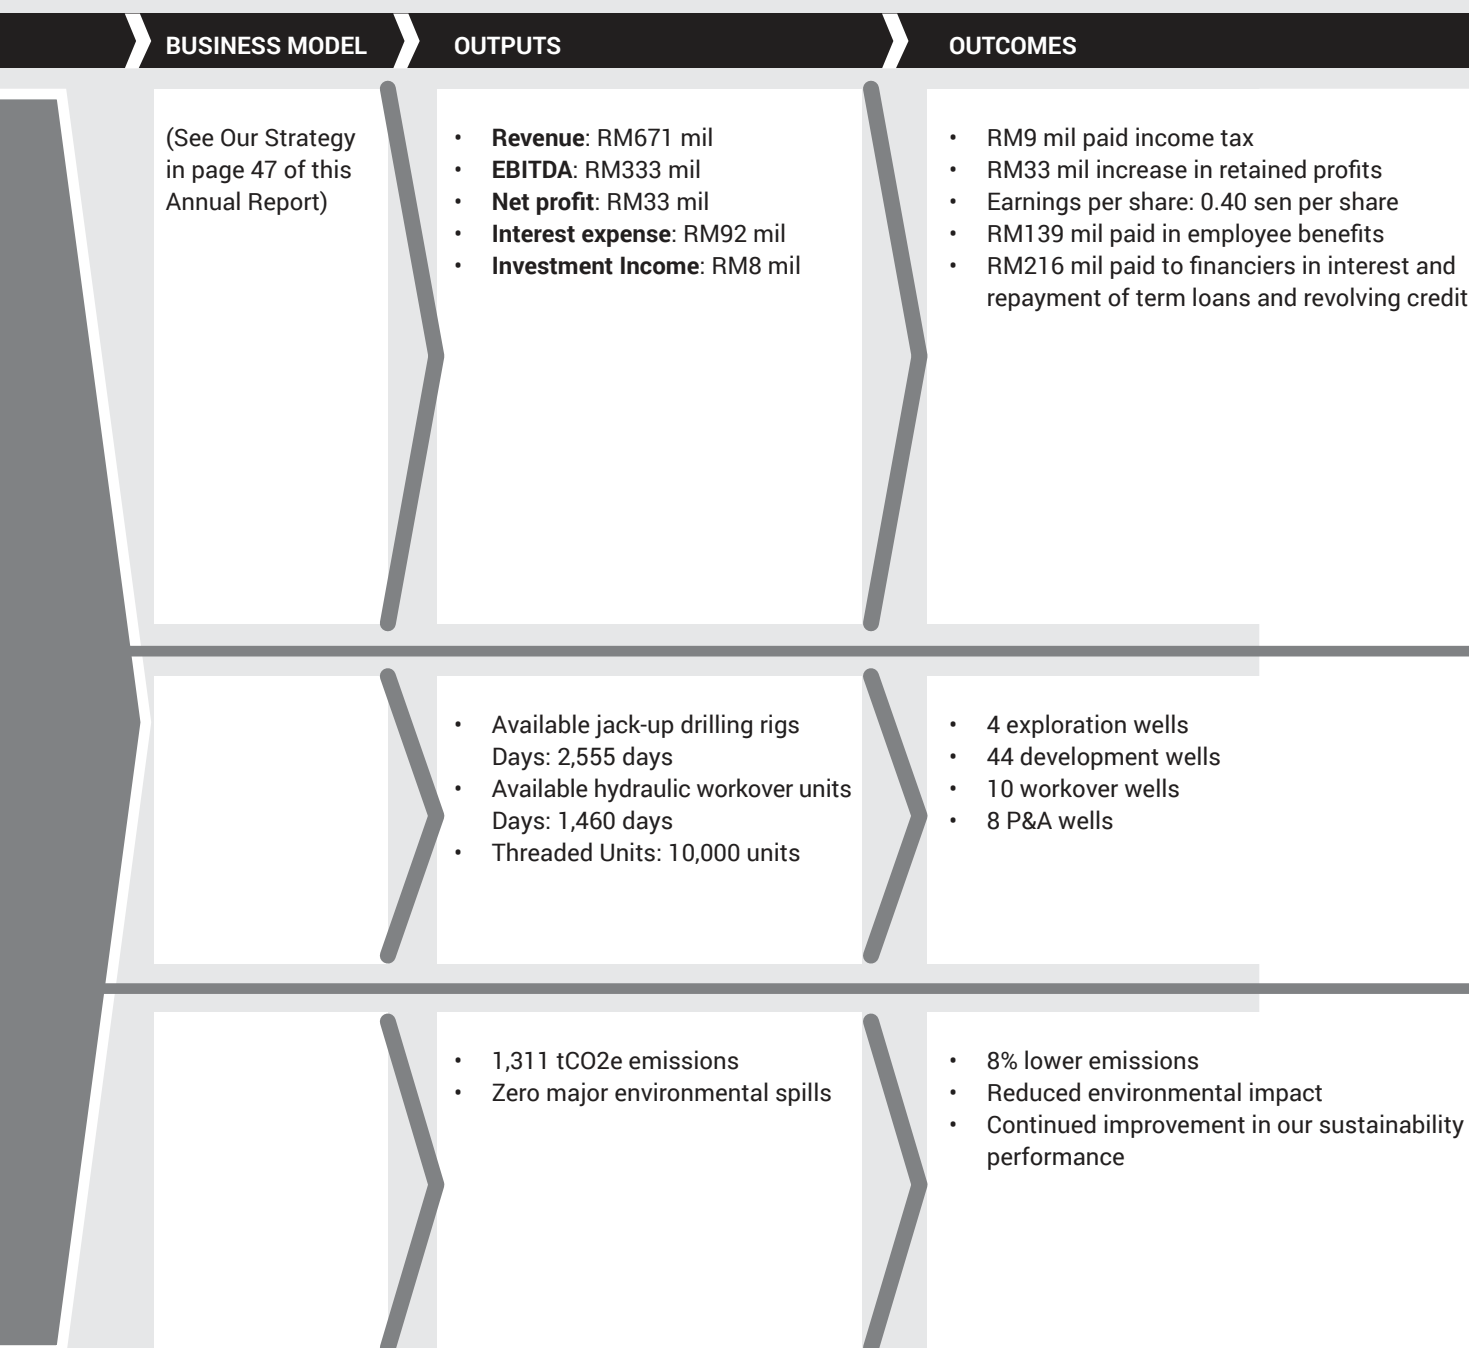 BUSINESS MODEL
OUTPUTS
OUTCOMES
(See Our Strategy
in page 47 of this
Annual Report)
• Revenue: RM671 mil
• EBITDA: RM333 mil
• Net profit: RM33 mil
• Interest expense: RM92 mil
• Investment Income: RM8 mil
• RM9 mil paid income tax
• RM33 mil increase in retained profits
• Earnings per share: 0.40 sen per share
• RM139 mil paid in employee benefits
• RM216 mil paid to financiers in interest and
repayment of term loans and revolving credit
• Available jack-up drilling rigs
Days: 2,555 days
• Available hydraulic workover units
Days: 1,460 days
• Threaded Units: 10,000 units
• 4 exploration wells
• 44 development wells
• 10 workover wells
• 8 P&A wells
• 1,311 tCO2e emissions
• Zero major environmental spills
• 8% lower emissions
• Reduced environmental impact
• Continued improvement in our sustainability
performance